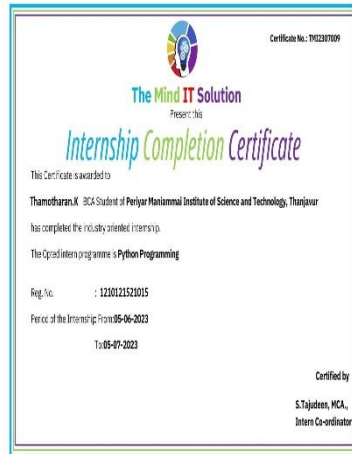 Certificate No.: TMI2307009
The Mind IT Solution
Present this
Internship Completion Certificate
This Certificate is awarded to
Thamotharan.K BCA Student of Periyar Maniammai Institute of Science and Technology, Thanjavur
has completed the industry oriented internship.
The Opted intern programme is Python Programming
Reg. No. : 1210121521015
Period of the Internship From:05-06-2023
To:05-07-2023
Certified by
S.Tajudeen, MCA.,
Intern Co-ordinator